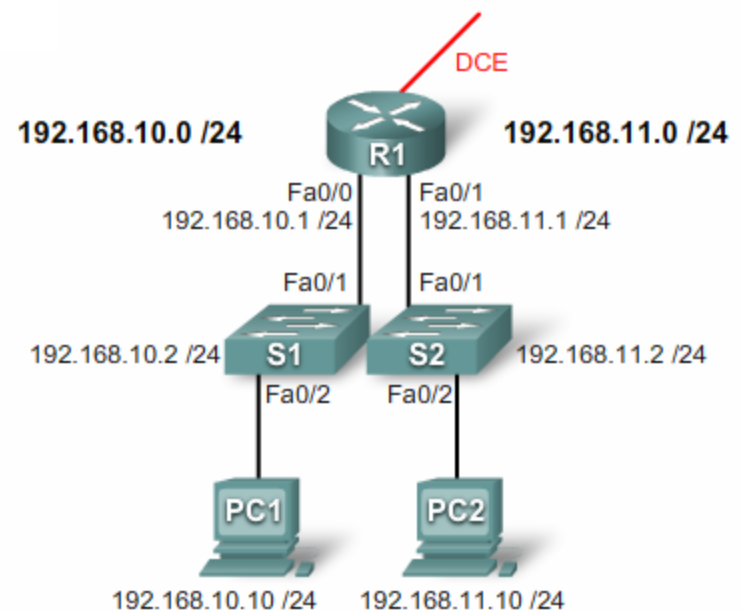 DCE
192.168.10.0 /24
192.168.11.0 /24
R1
Fa0/0
Fa0/1
192.168.10.1 /24
192.168.11.1 /24
Fa0/1
Fa0/1
192.168.10.2 /24
S1
S2
192.168.11.2 /24
Fa0/2
Fa0/2
PC1
PC2
192.168.10.10 /24
192.168.11.10 /24